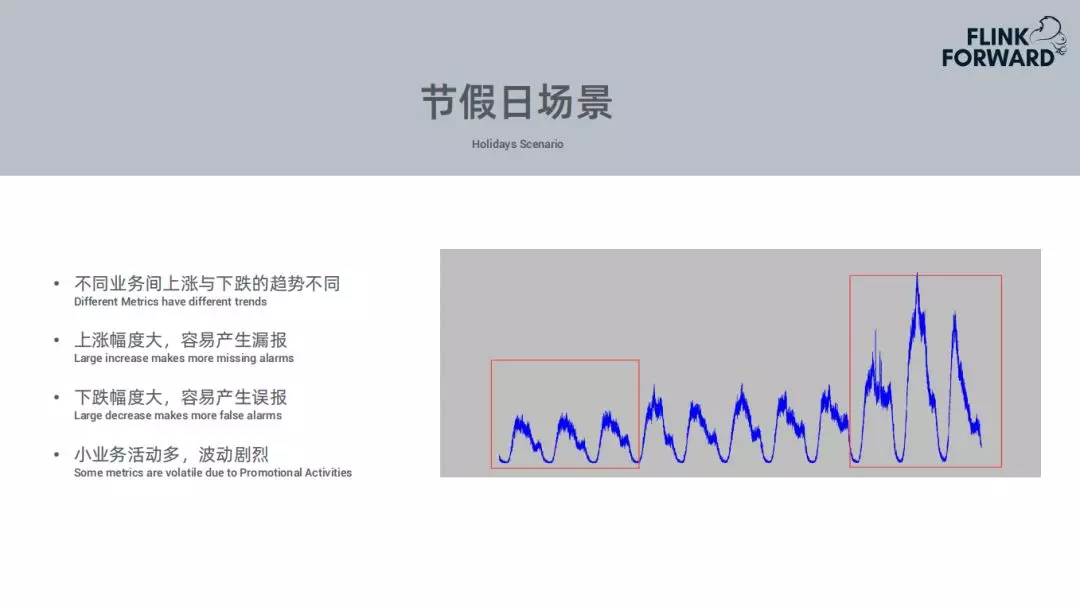 FLINK
FORWARD
节假日场景
Holidays Scenario
• 不同业务间上涨与下跌的趋势不同
Different Metrics have different trends
• 上涨幅度大，容易产生漏报
Large increase makes more missing alarms
• 下跌幅度大，容易产生误报
Large decrease makes more false alarms
• 小业务活动多，波动剧烈
Some metrics are volatile due to Promotional Activities